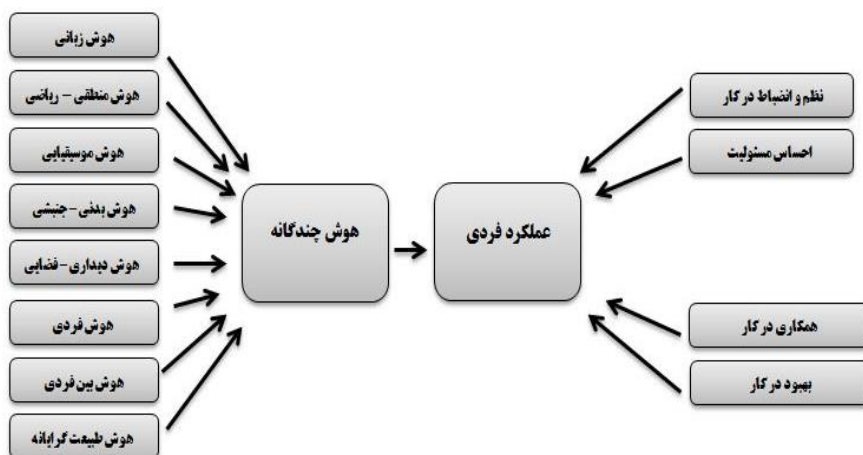 هوش زبانی
هوش منطقی - ریاضی
هوش موسیقیایی
هوش بدنی - جنبشی
هوش دیداری - فضایی
هوش فردی
هوش بین فردی
هوش طبیعت گرایانه
هوش چندگانه
عملکرد فردی
نظم و انضباط در کار
احساس مسئولیت
همکاری در کار
بهبود در کار